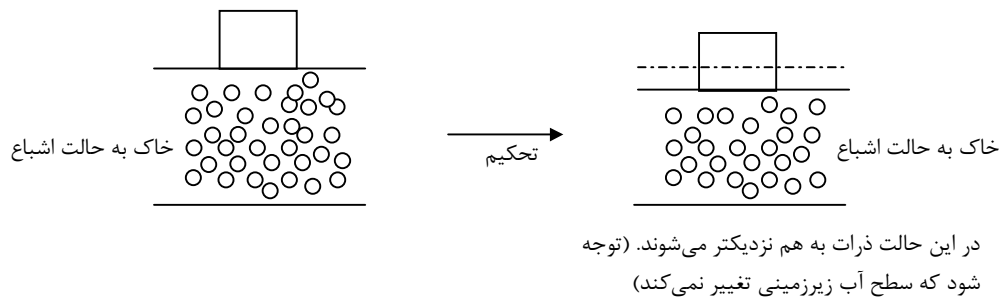 خاک به حالت اشباع
تحکیم
خاک به حالت اشباع
در این حالت ذرات به هم نزدیکتر می‌شوند. (توجه
شود که سطح آب زیرزمینی تغییر نمی‌کند)